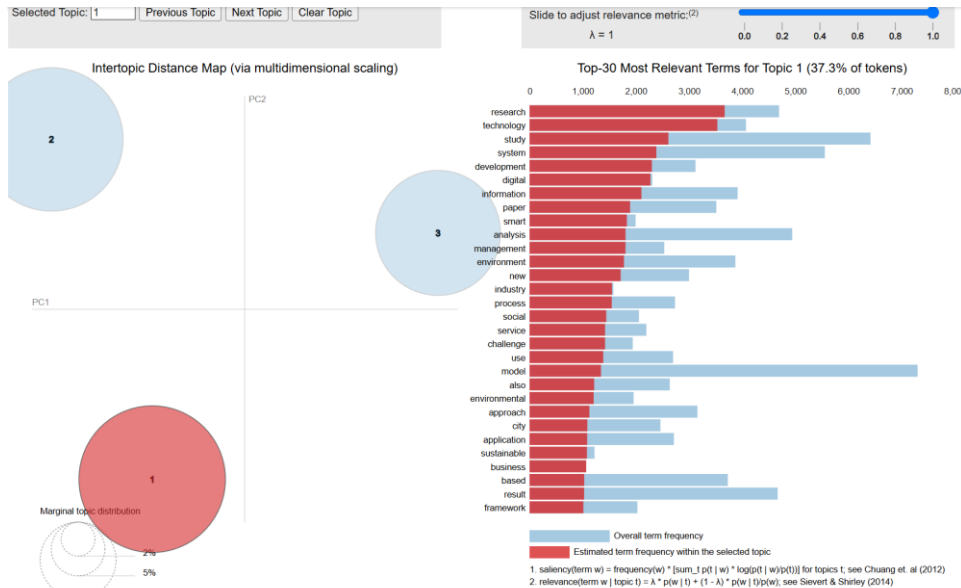 Selected Topic: 1 Previous Topic Next Topic Clear Topic
Slide to adjust relevance metric:(2)
λ = 1
0.0 0.2 0.4 0.6 0.8 1.0
Intertopic Distance Map (via multidimensional scaling)
PC2
PC1
2
3
1
Marginal topic distribution
2%
5%
Top-30 Most Relevant Terms for Topic 1 (37.3% of tokens)
0 1,000 2,000 3,000 4,000 5,000 6,000 7,000 8,00
research
technology
study
system
development
digital
information
paper
smart
analysis
management
environment
new
industry
process
social
service
challenge
use
model
also
environmental
approach
city
application
sustainable
business
based
result
framework
Overall term frequency
Estimated term frequency within the selected topic
1. saliency(term w) = frequency(w) * [sum_t p(t | w) * log(p(t | w)/p(t))] for topics t; see Chuang et. al (2012)
2. relevance(term w | topic t) = λ * p(w | t) + (1 - λ) * p(w | t)/p(w); see Sievert & Shirley (2014)